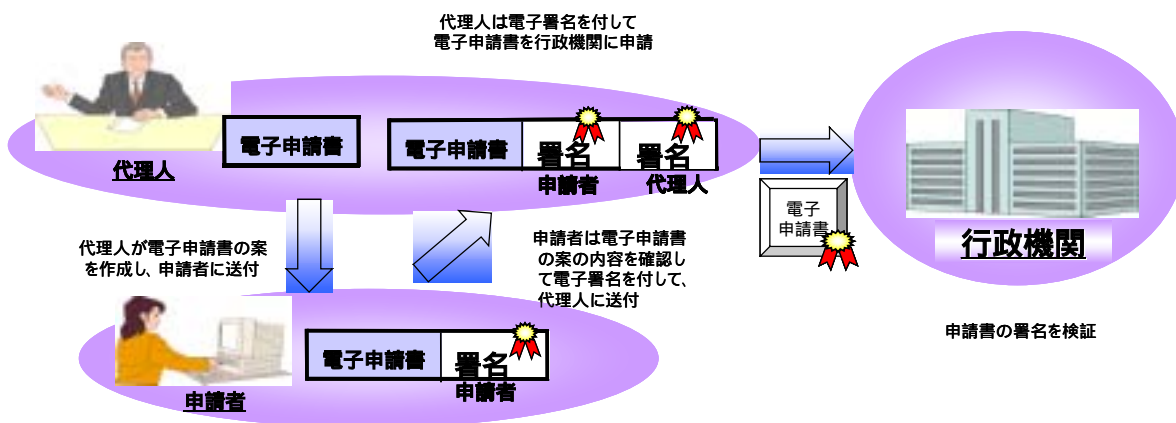 代理人は電子署名を付して
電子申請書を行政機関に申請
代理人
電子申請書
電子申請書
署名
申請者
署名
代理人
電子
申請書
行政機関
代理人が電子申請書の案
を作成し、申請者に送付
申請者は電子申請書
の案の内容を確認し
て電子署名を付して、
代理人に送付
申請者
電子申請書
署名
申請者
申請書の署名を検証